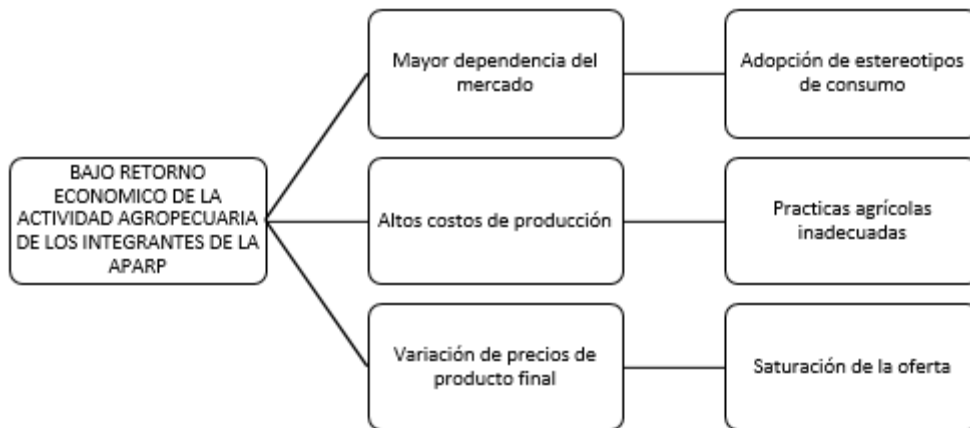 BAJO RETORNO
ECONOMICO DE LA
ACTIVIDAD AGROPECUARIA
DE LOS INTEGRANTES DE LA
APARP
Mayor dependencia del
mercado
Adopción de estereotipos
de consumo
Altos costos de producción
Practicas agrícolas
inadecuadas
Variación de precios de
producto final
Saturación de la oferta